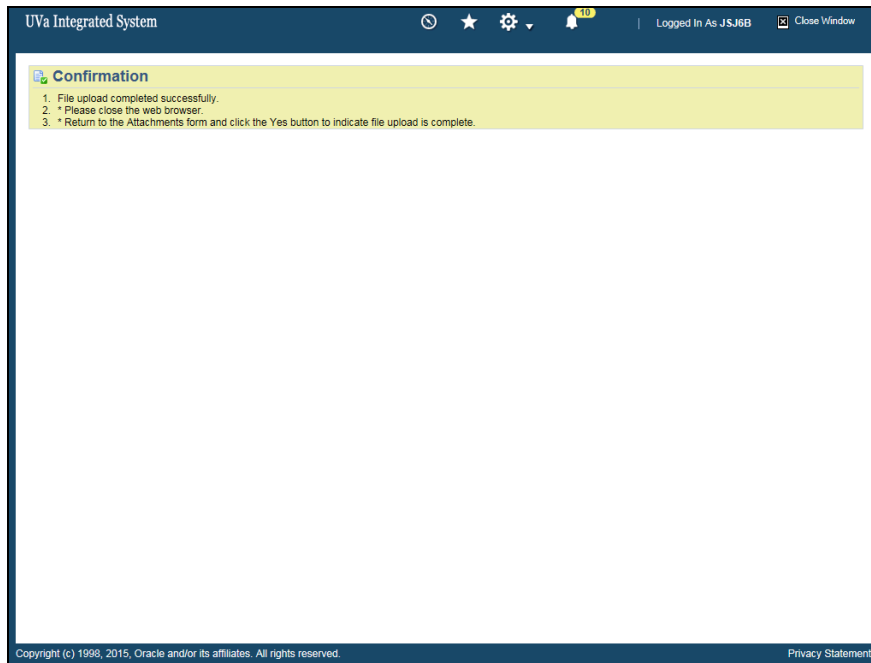 UVa Integrated System
10
| Logged In As JSJ6B
Close Window
Confirmation
1. File upload completed successfully.
2. * Please close the web browser.
3. * Return to the Attachments form and click the Yes button to indicate file upload is complete.
Copyright (c) 1998, 2015, Oracle and/or its affiliates. All rights reserved.
Privacy Statement